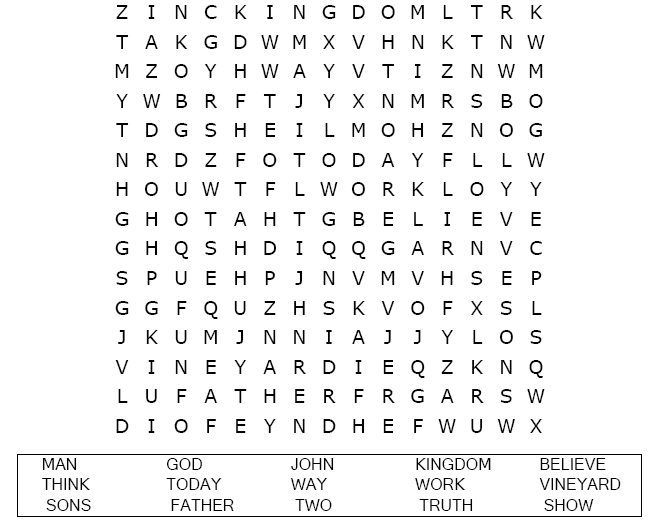 Z I N C K I N G D O M L T R K
T A K G D W M X V H N K T N W
M Z O Y H W A Y V T I Z N W M
Y W B R F T J Y X N M R S B O
T D G S H E I L M O H Z N O G
N R D Z F O T O D A Y F L L W
H O U W T F L W O R K L O Y Y
G H O T A H T G B E L I E V E
G H Q S H D I Q Q G A R N V C
S P U E H P J N V M V H S E P
G G F Q U Z H S K V O F X S L
J K U M J N N I A J J Y L O S
V I N E Y A R D I E Q Z K N Q
L U F A T H E R F R G A R S W
D I O F E Y N D H E F W U W X
MAN GOD JOHN KINGDOM BELIEVE
THINK TODAY WAY WORK VINEYARD
SONS FATHER TWO TRUTH SHOW